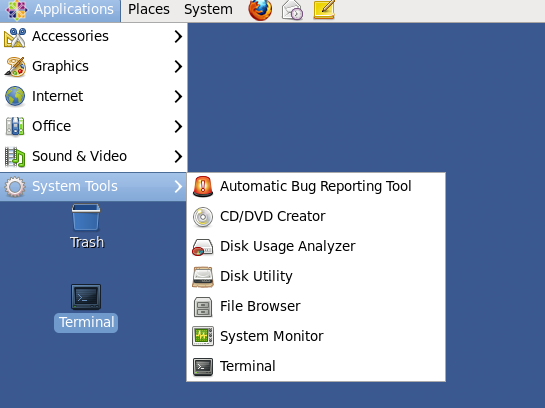 Applications Places System
Accessories
Graphics
Internet
Office
Sound & Video
System Tools
Automatic Bug Reporting Tool
CD/DVD Creator
Disk Usage Analyzer
Disk Utility
File Browser
System Monitor
Terminal
Trash
Terminal